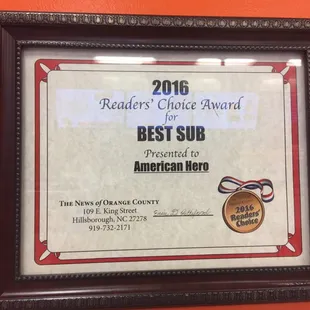 2016
Readers' Choice Award
for
BEST SUB
Presented to
American Hero
THE NEWS OF ORANGE COUNTY
109 E. King Street
Hillsborough, NC 27278
919-732-2171
2016
Readers'
Choice